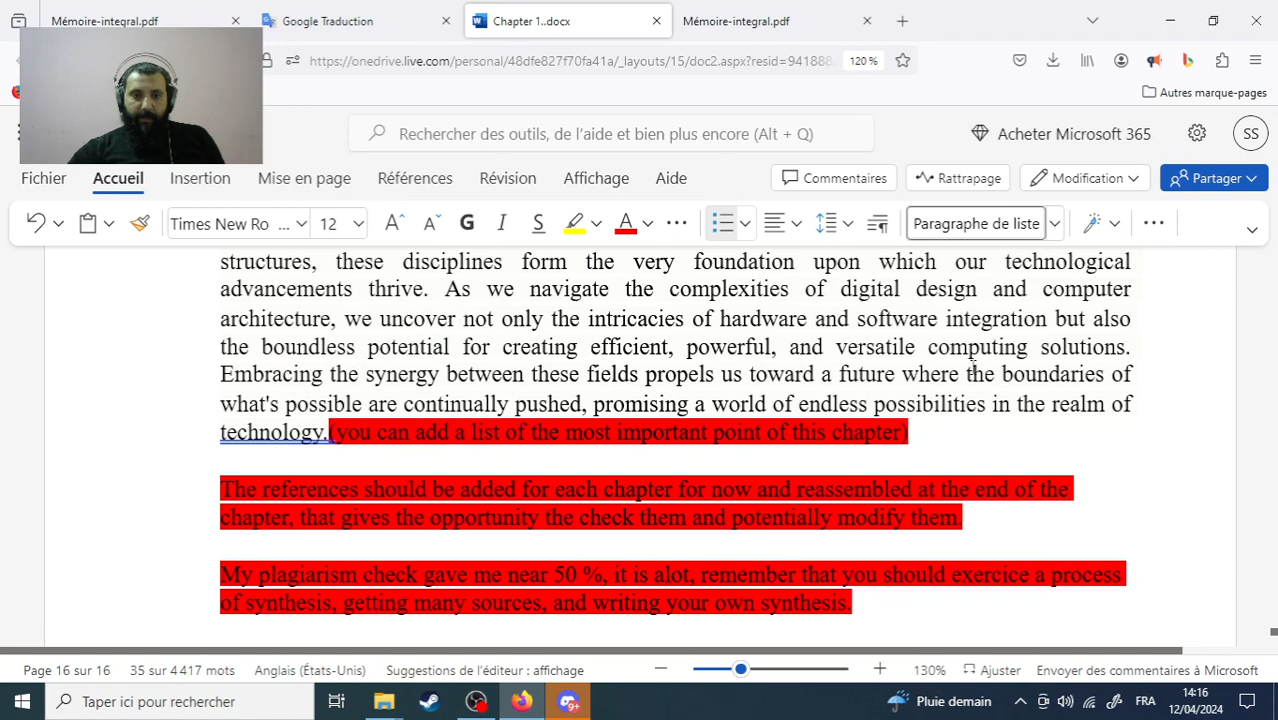 Mémoire-integral.pdf × Google Traduction × Chapter 1..docx × Mémoire-integral.pdf ×
https://onedrive.live.com/personal/48dfe827f70fa41a/_layouts/15/doc2.aspx?resid=941888 120 %
Autres marque-pages
Rechercher des outils, de l'aide et bien plus encore (Alt + Q) Acheter Microsoft 365 SS
Fichier Accueil Insertion Mise en page Références Révision Affichage Aide Commentaires Rattrapage Modification Partager
Times New Ro ... 12 A A G I S A Paragraphe de liste
structures, these disciplines form the very foundation upon which our technological
advancements thrive. As we navigate the complexities of digital design and computer
architecture, we uncover not only the intricacies of hardware and software integration but also
the boundless potential for creating efficient, powerful, and versatile computing solutions.
Embracing the synergy between these fields propels us toward a future where the boundaries of
what's possible are continually pushed, promising a world of endless possibilities in the realm of
technology.(you can add a list of the most important point of this chapter)
The references should be added for each chapter for now and reassembled at the end of the
chapter, that gives the opportunity the check them and potentially modify them.
My plagiarism check gave me near 50 %, it is alot, remember that you should exercice a process
of synthesis, getting many sources, and writing your own synthesis.
Page 16 sur 16 35 sur 4 417 mots Anglais (États-Unis) Suggestions de l'éditeur : affichage 130% Ajuster Envoyer des commentaires à Microsoft
Taper ici pour rechercher 9+ Pluie demain FRA 14:16
12/04/2024